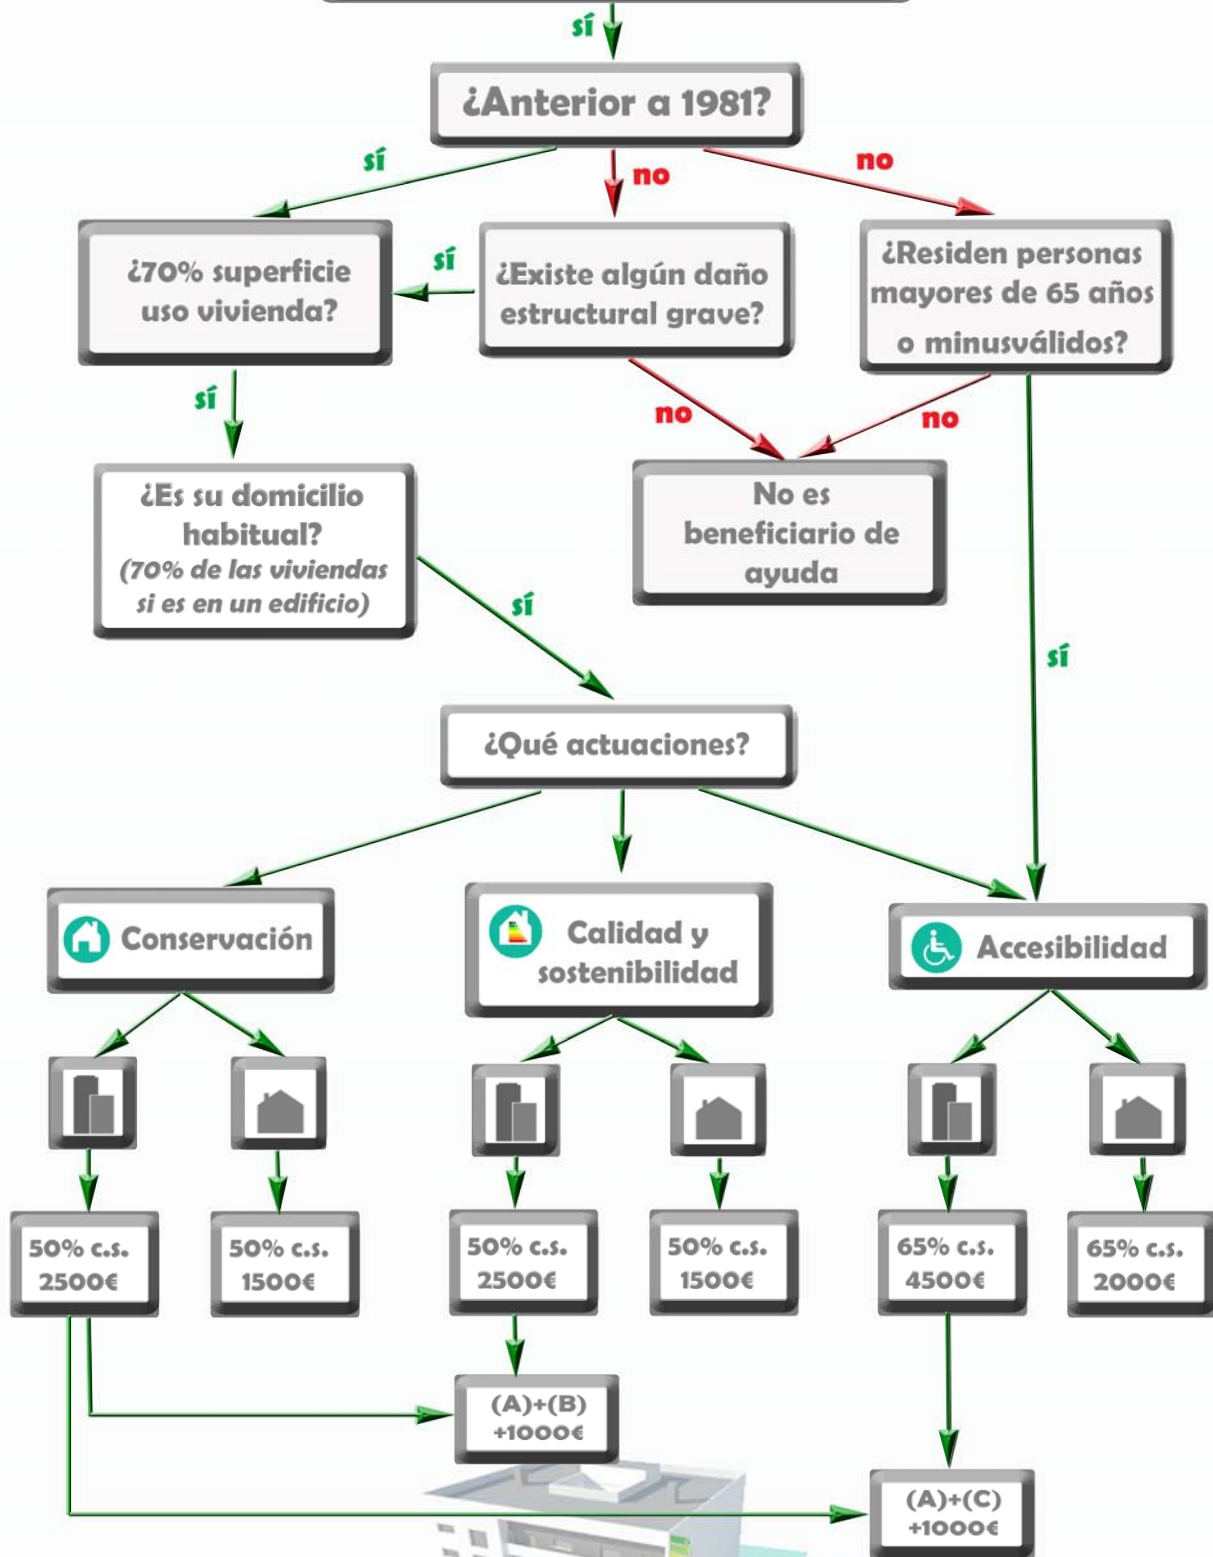 sí
¿Anterior a 1981?
sí
no
no
¿70% superficie
uso vivienda?
sí
¿Existe algún daño
estructural grave?
¿Residen personas
mayores de 65 años
o minusválidos?
sí
no
no
¿Es su domicilio
habitual?
(70% de las viviendas
si es en un edificio)
No es
beneficiario de
ayuda
sí
sí
¿Qué actuaciones?
Conservación
Calidad y
sostenibilidad
Accesibilidad
50% c.s.
2500€
50% c.s.
1500€
50% c.s.
2500€
50% c.s.
1500€
65% c.s.
4500€
65% c.s.
2000€
(A)+(B)
+1000€
(A)+(C)
+1000€